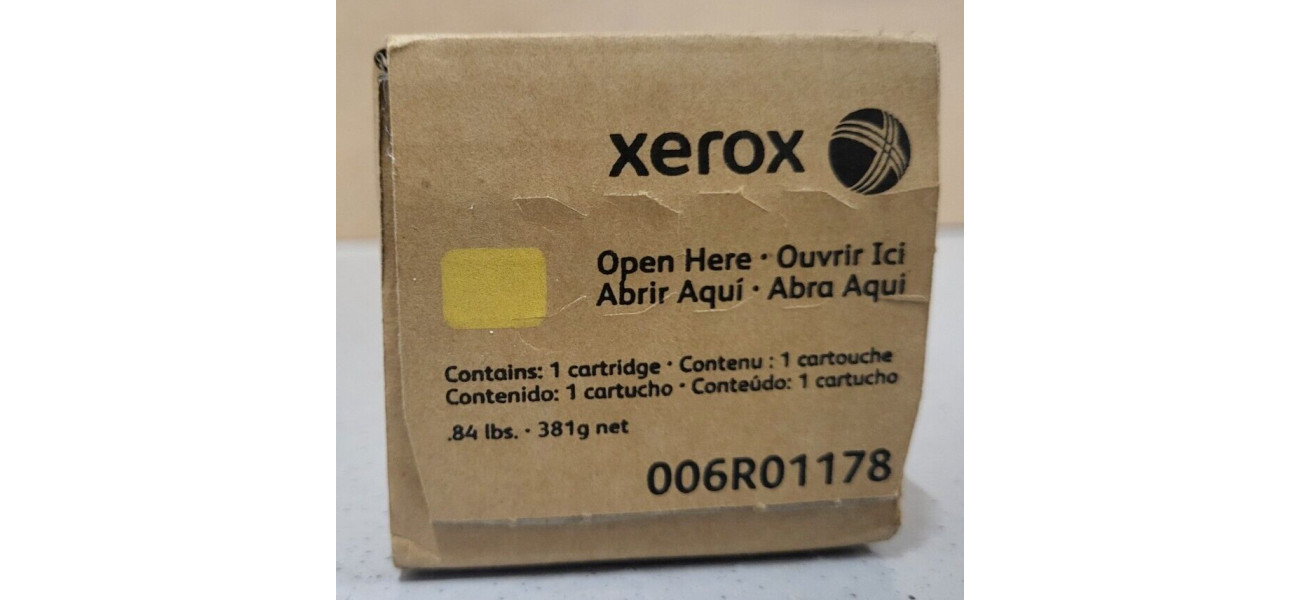 xerox
Open Here · Ouvrir Ici
Abrir Aquí · Abra Aqui
Contains: 1 cartridge · Contenu : 1 cartouche
Contenido: 1 cartucho · Conteúdo: 1 cartucho
.84 lbs. · 381g net
006R01178